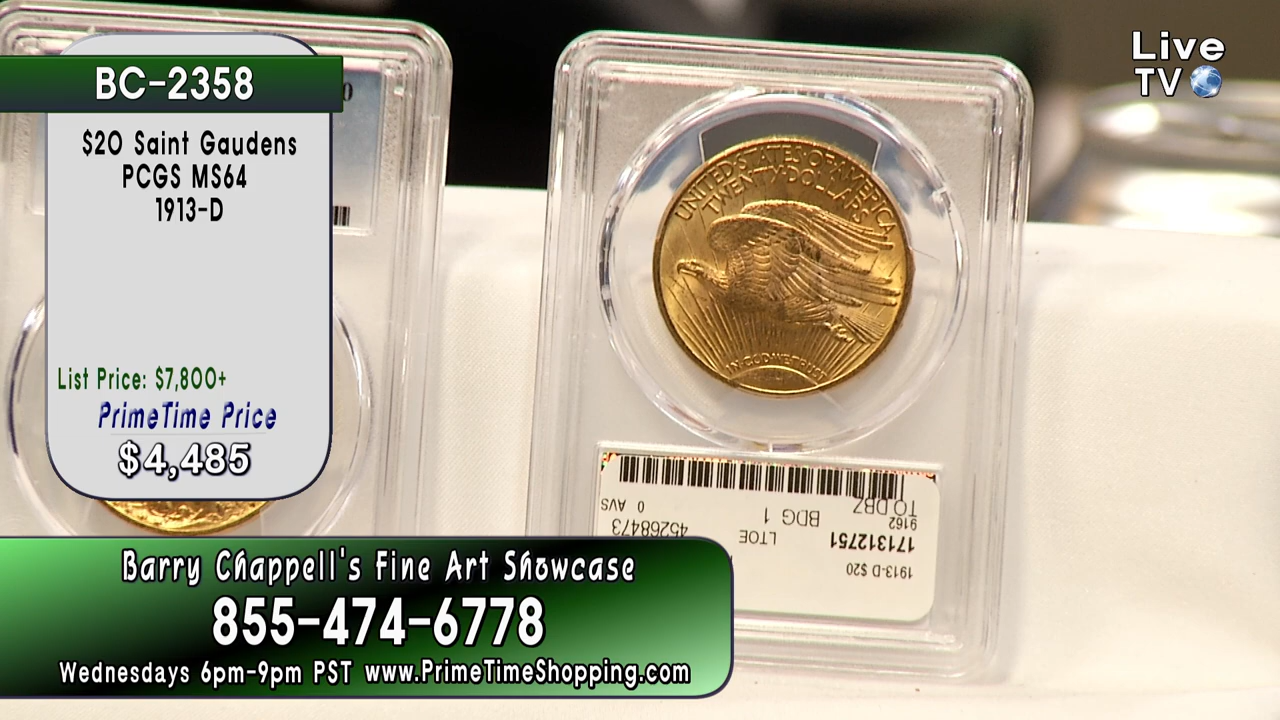 BC-2358
$20 Saint Gaudens
PCGS MS64
1913-D
List Price: $7,800+
PrimeTime Price
$4,485
Live
TV
UNITED·STATES·OF·AMERICA
TWENTY·DOLLARS
IN·GOD·WE·TRUST
0 AVS
45268473
BDG 1
LTOE
TO DBZ
9162
171312751
1913-D $20
Barry Chappell's Fine Art Showcase
855-474-6778
Wednesdays 6pm-9pm PST www.PrimeTimeShopping.com